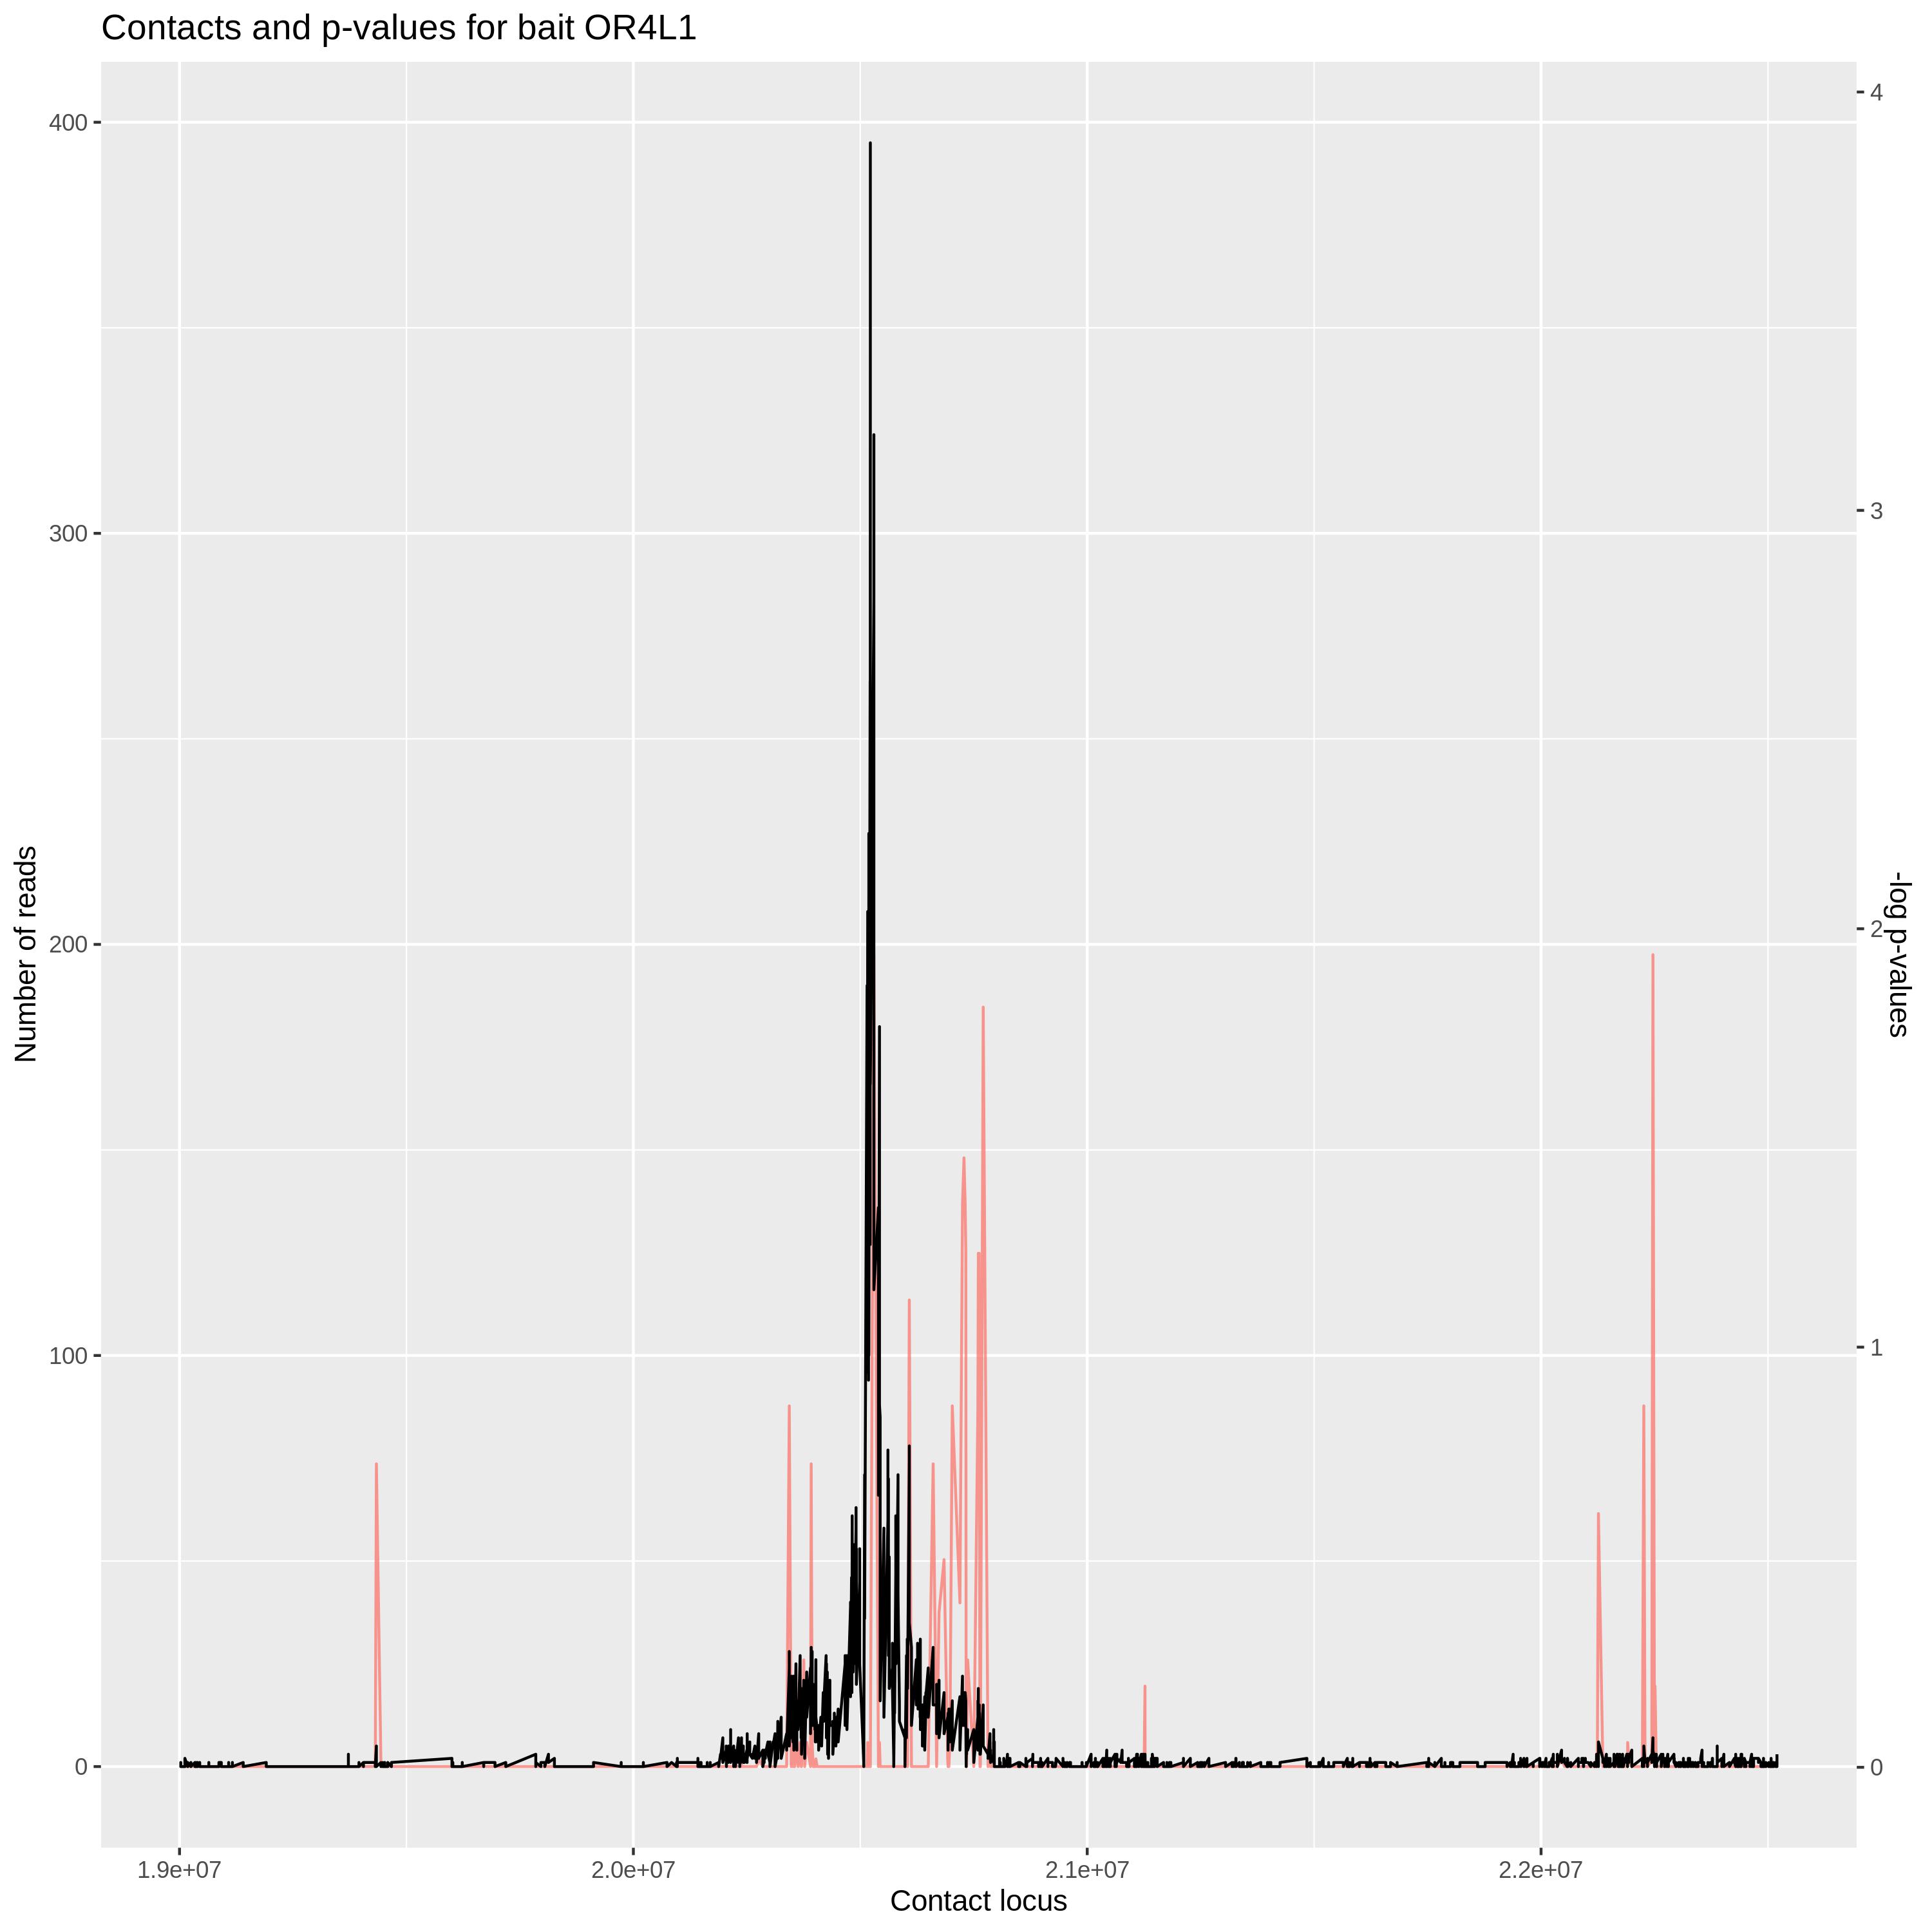 Contacts and p-values for bait OR4L1
400
300
200
100
0
Number of reads
4
3
2
1
0
-log p-values
1.9e+07
2.0e+07
2.1e+07
2.2e+07
Contact locus